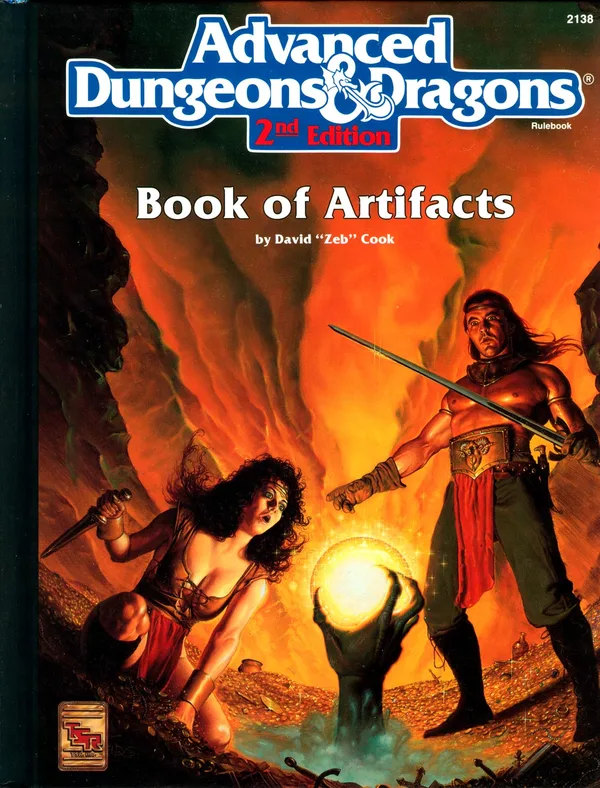 2138
Advanced
Dungeons & Dragons®
2nd Edition
Rulebook
Book of Artifacts
by David "Zeb" Cook
TSR